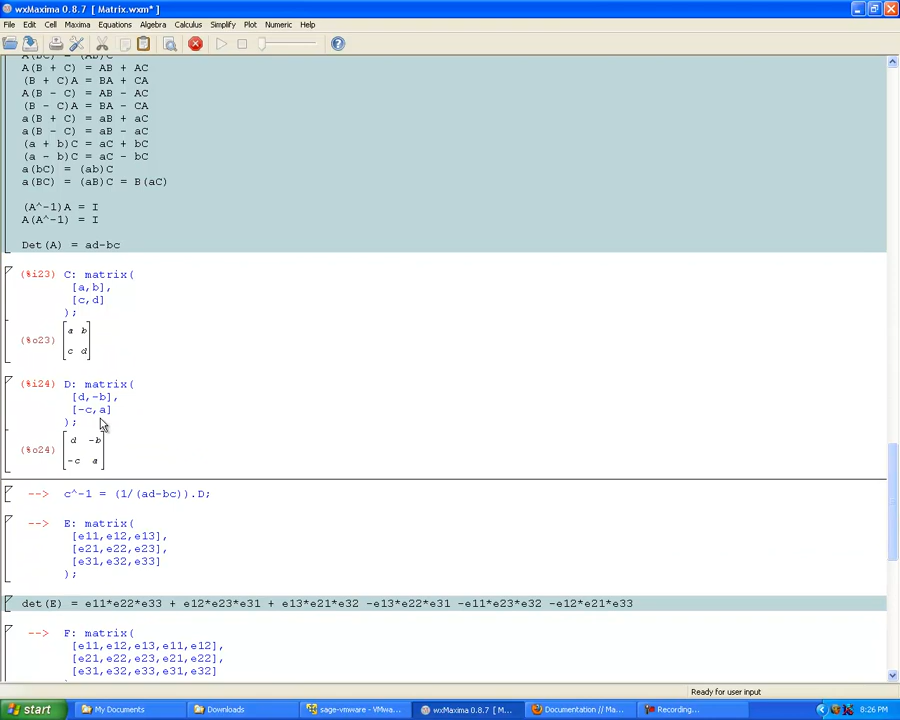 wxMaxima 0.8.7 [ Matrix.wxm* ]
File Edit Cell Maxima Equations Algebra Calculus Simplify Plot Numeric Help
A(BC) = (AB)C
A(B + C) = AB + AC
(B + C)A = BA + CA
A(B - C) = AB - AC
(B - C)A = BA - CA
a(B + C) = aB + aC
a(B - C) = aB - aC
(a + b)C = aC + bC
(a - b)C = aC - bC
a(bC) = (ab)C
a(BC) = (aB)C = B(aC)
(A^-1)A = I
A(A^-1) = I
Det(A) = ad-bc
(%i23) C: matrix(
[a,b],
[c,d]
);
(%o23)
a b
c d
(%i24) D: matrix(
[d,-b],
[-c,a]
);
(%o24)
d -b
-c a
--> c^-1 = (1/(ad-bc)).D;
--> E: matrix(
[e11,e12,e13],
[e21,e22,e23],
[e31,e32,e33]
);
det(E) = e11*e22*e33 + e12*e23*e31 + e13*e21*e32 -e13*e22*e31 -e11*e23*e32 -e12*e21*e33
--> F: matrix(
[e11,e12,e13,e11,e12],
[e21,e22,e23,e21,e22],
[e31,e32,e33,e31,e32]
Ready for user input
start My Documents Downloads sage-vmware - VMwa... wxMaxima 0.8.7 [ M... Documentation // Ma... Recording... 8:26 PM